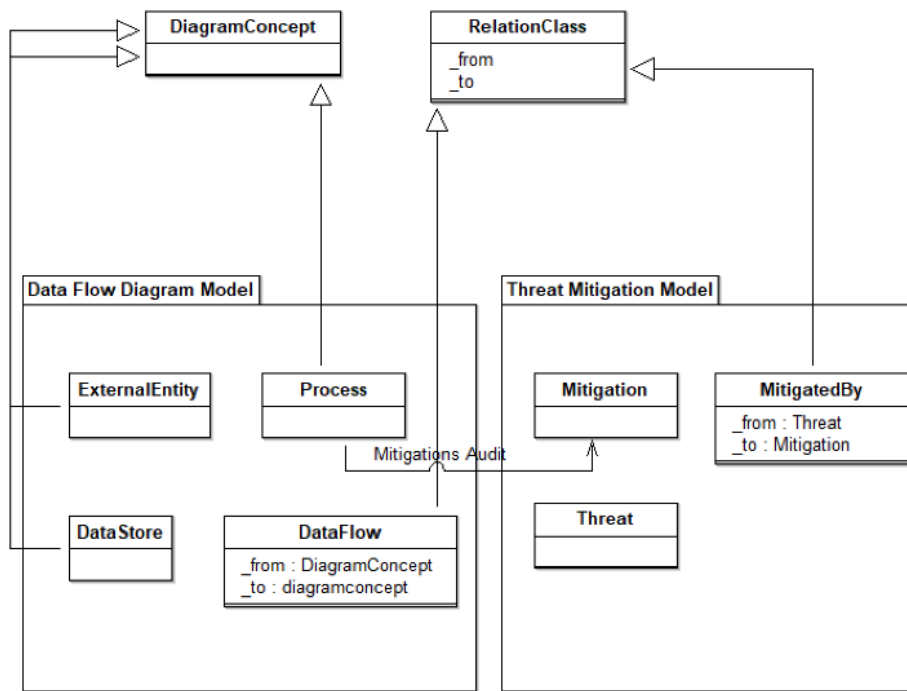 DiagramConcept
RelationClass
_from
_to
Data Flow Diagram Model
Threat Mitigation Model
ExternalEntity
Process
Mitigation
MitigatedBy
_from : Threat
_to : Mitigation
Mitigations Audit
DataStore
DataFlow
_from : DiagramConcept
_to : diagramconcept
Threat